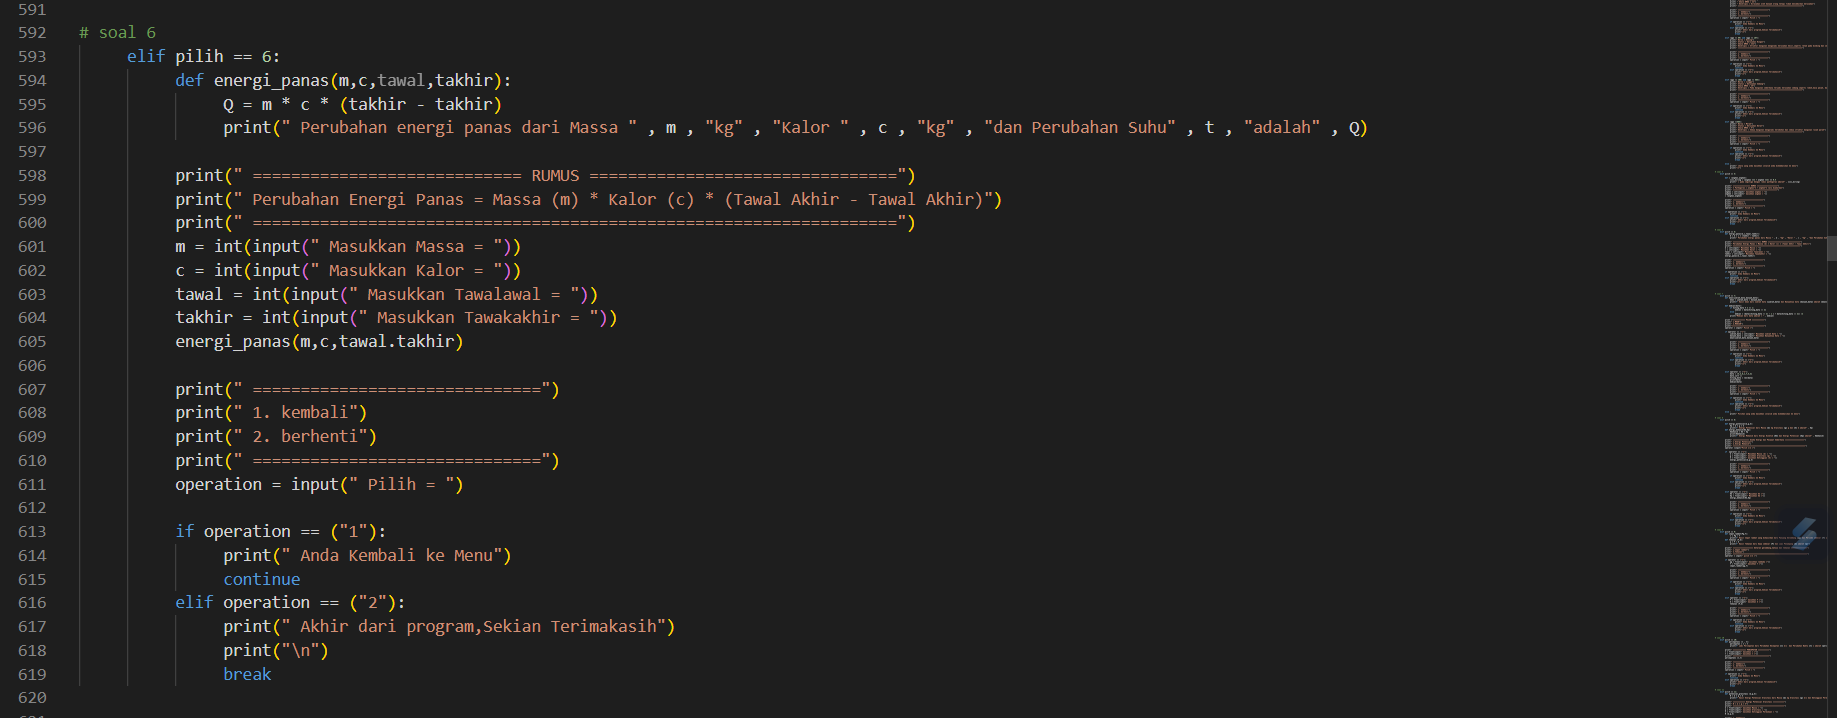 591
592 # soal 6
593 elif pilih == 6:
594 def energi_panas(m,c,tawal,takhir):
595 Q = m * c * (takhir - takhir)
596 print(" Perubahan energi panas dari Massa " , m , "kg" , "Kalor " , c , "kg" , "dan Perubahan Suhu" , t , "adalah" , Q)
597
598 print(" ============================ RUMUS ================================")
599 print(" Perubahan Energi Panas = Massa (m) * Kalor (c) * (Tawal Akhir - Tawal Akhir)")
600 print(" ===================================================================")
601 m = int(input(" Masukkan Massa = "))
602 c = int(input(" Masukkan Kalor = "))
603 tawal = int(input(" Masukkan Tawalawal = "))
604 takhir = int(input(" Masukkan Tawakakhir = "))
605 energi_panas(m,c,tawal.takhir)
606
607 print(" ==============================")
608 print(" 1. kembali")
609 print(" 2. berhenti")
610 print(" ==============================")
611 operation = input(" Pilih = ")
612
613 if operation == ("1"):
614 print(" Anda Kembali ke Menu")
615 continue
616 elif operation == ("2"):
617 print(" Akhir dari program,Sekian Terimakasih")
618 print("\n")
619 break
620